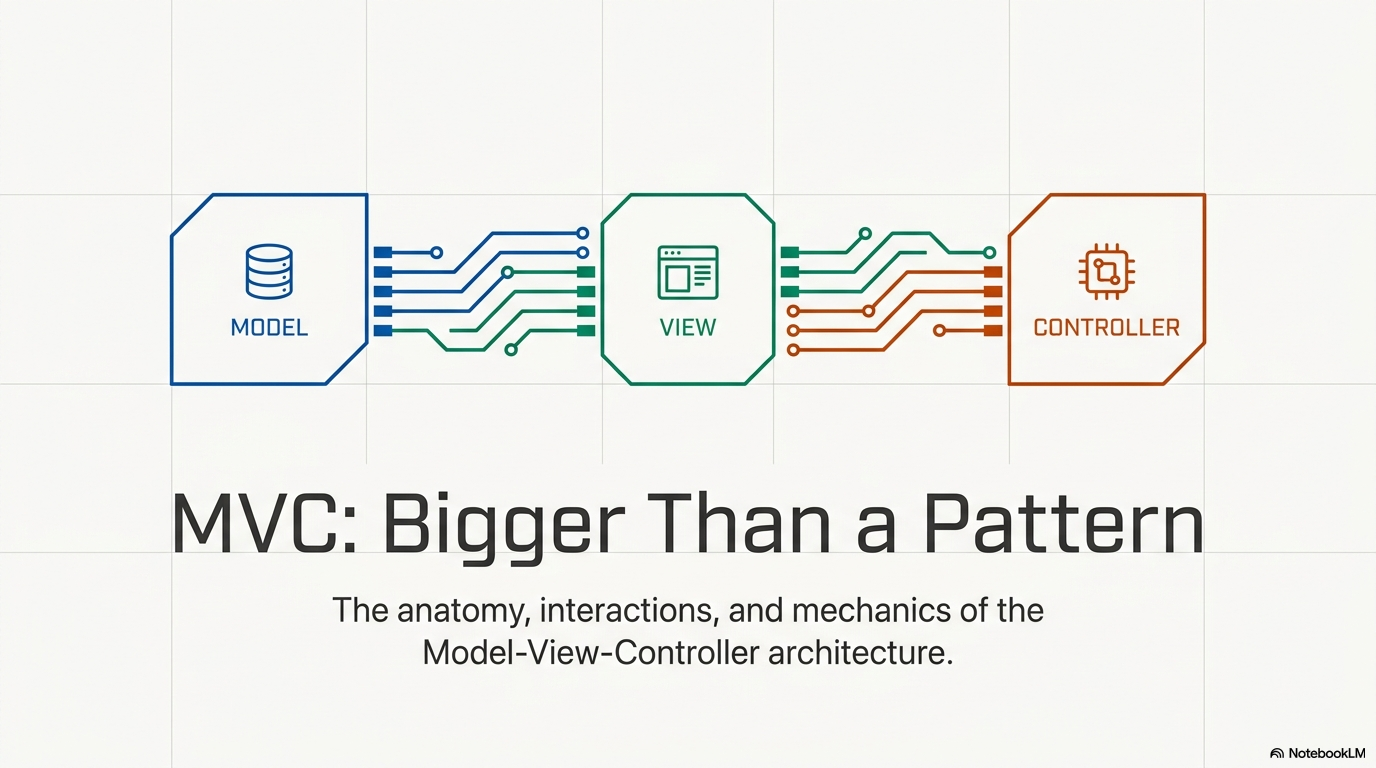 MODEL
VIEW
CONTROLLER
MVC: Bigger Than a Pattern
The anatomy, interactions, and mechanics of the
Model-View-Controller architecture.
NotebookLM